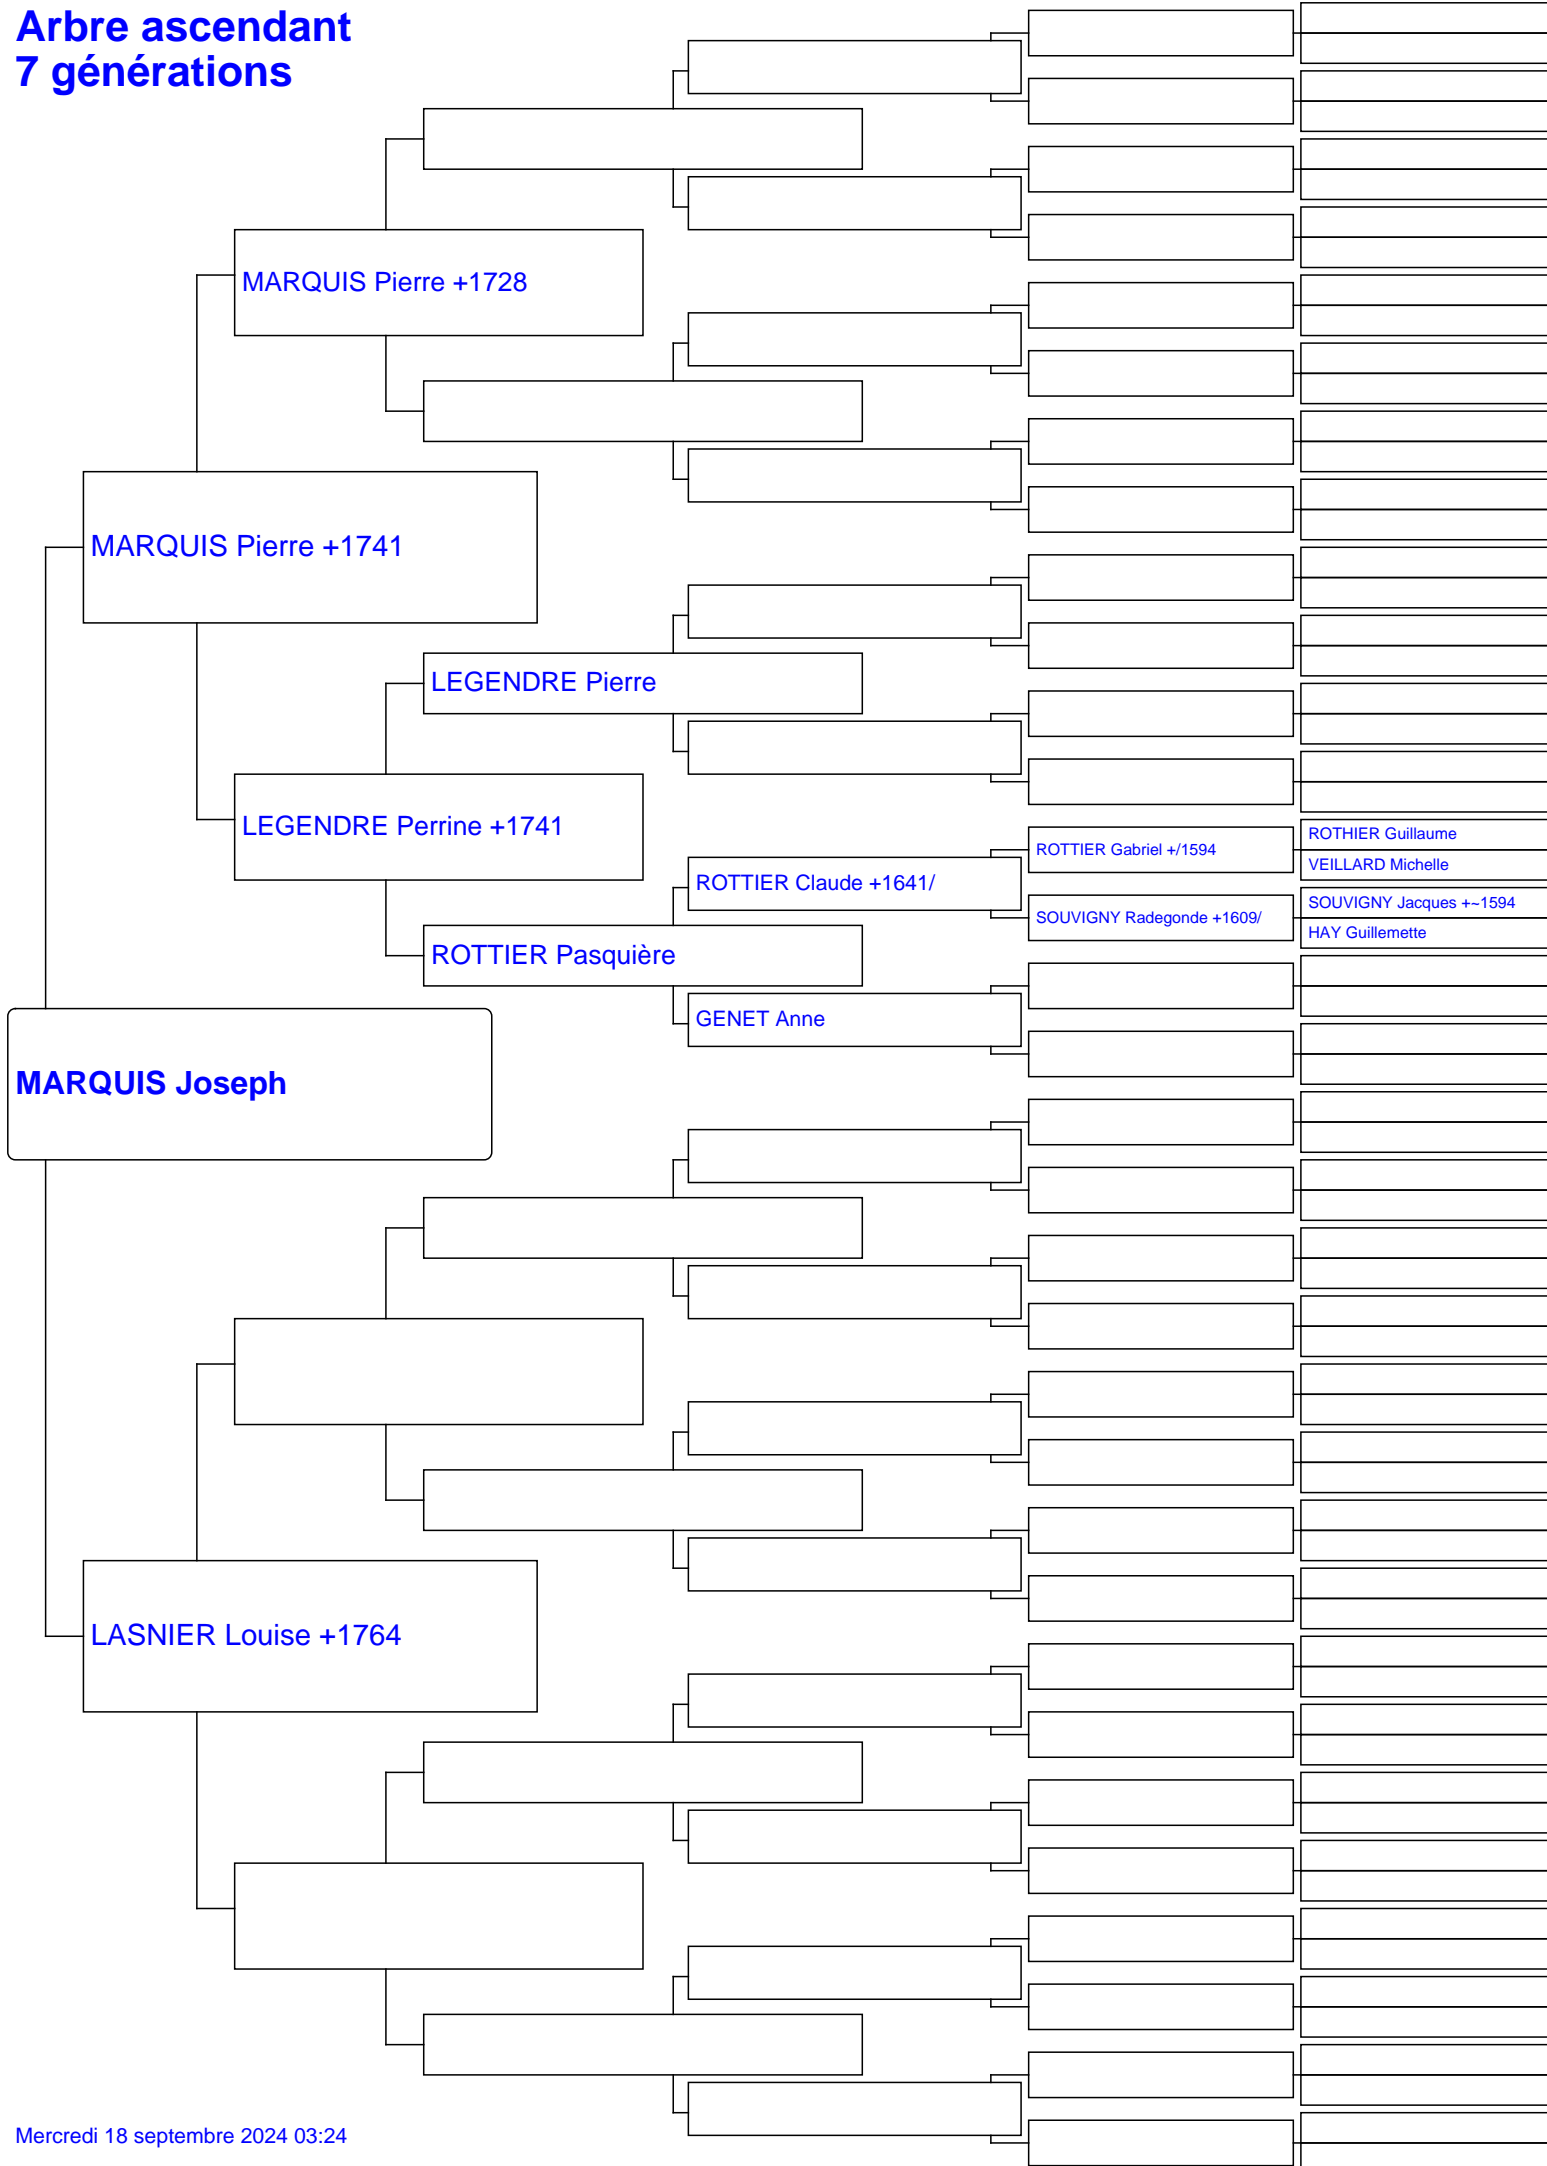 Arbre ascendant
7 générations
MARQUIS Pierre +1728
MARQUIS Pierre +1741
LEGENDRE Pierre
LEGENDRE Perrine +1741
ROTTIER Gabriel +/1594
ROTHIER Guillaume
VEILLARD Michelle
ROTTIER Claude +1641/
SOUVIGNY Radegonde +1609/
SOUVIGNY Jacques +~1594
HAY Guillemette
ROTTIER Pasquière
GENET Anne
MARQUIS Joseph
LASNIER Louise +1764
Mercredi 18 septembre 2024 03:24